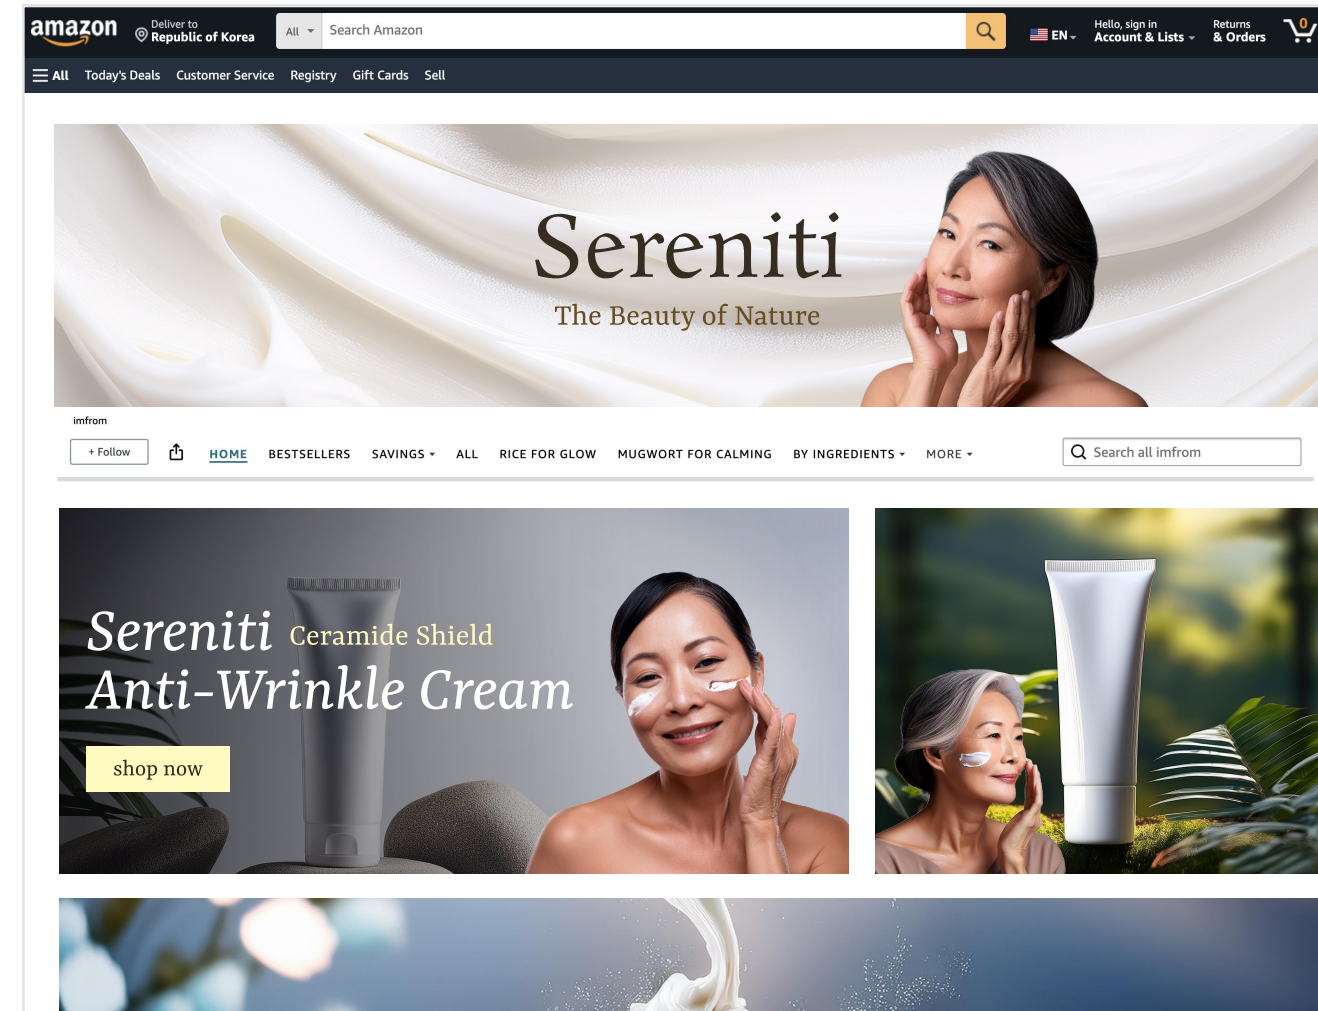 amazon
Deliver to
Republic of Korea
All
Search Amazon
EN
Hello, sign in
Account & Lists
Returns
& Orders
0
All
Today's Deals
Customer Service
Registry
Gift Cards
Sell
Sereniti
The Beauty of Nature
imfrom
+ Follow
HOME
BESTSELLERS
SAVINGS
ALL
RICE FOR GLOW
MUGWORT FOR CALMING
BY INGREDIENTS
MORE
Search all imfrom
Sereniti Ceramide Shield
Anti-Wrinkle Cream
shop now